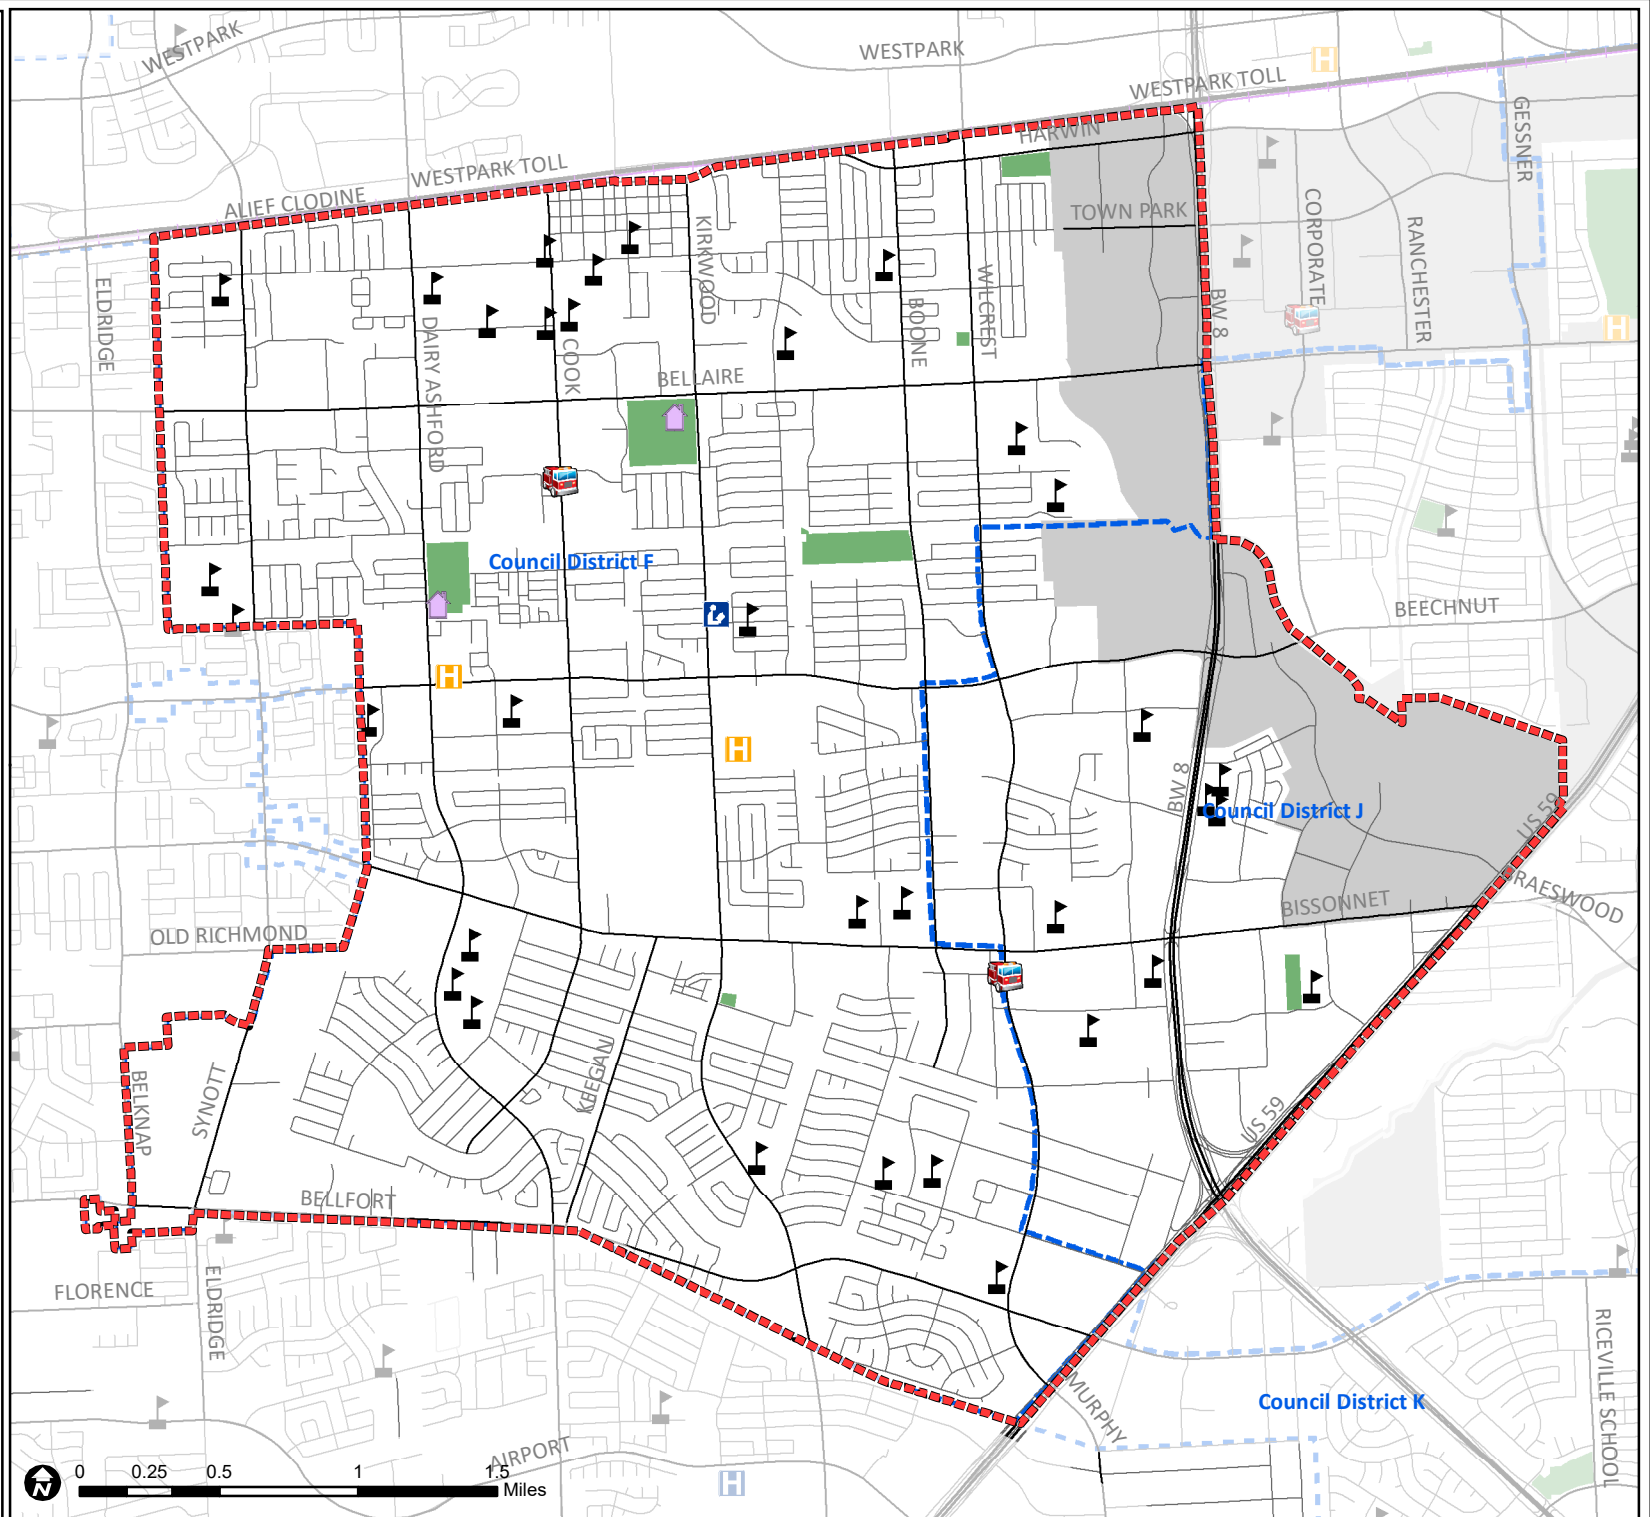 WESTPARK
WESTPARK
WESTPARK TOLL
GESSNER
HARWIN
WESTPARK TOLL
ALIEF CLODINE
TOWN PARK
CORPORATE
RANCHESTER
KIRKWOOD
ELDRIDGE
DAIRY ASHFORD
COOK
BOONE
WILCREST
BW 8
BELLAIRE
Council District F
BEECHNUT
H
H
H
H
BW 8
Council District J
US 59
BRAESWOOD
BISSONNET
OLD RICHMOND
SYNOTT
BELKNAP
KEEGAN
US 59
BELLFORT
FLORENCE
ELDRIDGE
RICEVILLE SCHOOL
MURPHY
Council District K
AIRPORT
H
N
0 0.25 0.5 1 1.5
Miles